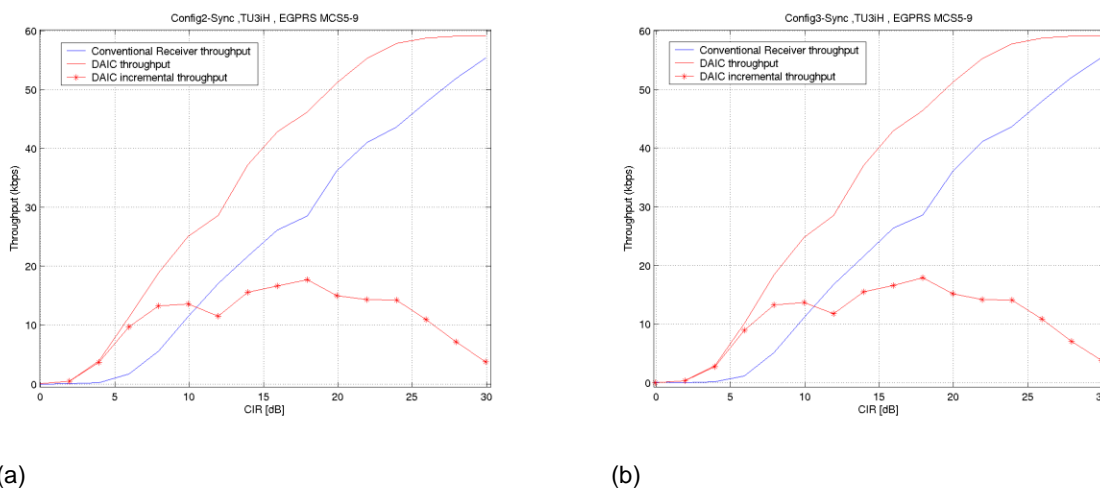 Config2-Sync ,TU3iH , EGPRS MCS5-9
60
50
40
30
20
10
0
Throughput (kbps)
Conventional Receiver throughput
DAIC throughput
DAIC incremental throughput
0 5 10 15 20 25 30
CIR [dB]
(a)
Config3-Sync ,TU3iH , EGPRS MCS5-9
60
50
40
30
20
10
0
Throughput (kbps)
Conventional Receiver throughput
DAIC throughput
DAIC incremental throughput
0 5 10 15 20 25 30
CIR [dB]
(b)